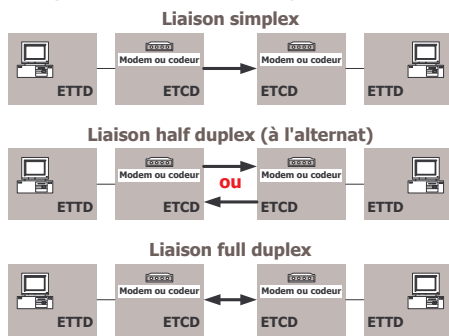 Liaison simplex
Modem ou codeur Modem ou codeur
ETTD ETCD ETCD ETTD
Liaison half duplex (à l'alternat)
Modem ou codeur ou Modem ou codeur
ETTD ETCD ETCD ETTD
Liaison full duplex
Modem ou codeur Modem ou codeur
ETTD ETCD ETCD ETTD